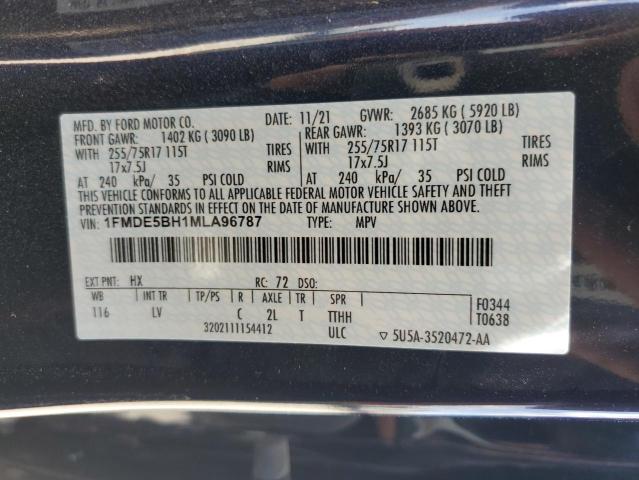 MFD. BY FORD MOTOR CO. DATE: 11/21 GVWR: 2685 KG ( 5920 LB)
FRONT GAWR: 1402 KG ( 3090 LB) REAR GAWR: 1393 KG ( 3070 LB)
WITH 255/75R17 115T TIRES WITH 255/75R17 115T TIRES
17x7.5J RIMS 17x7.5J RIMS
AT 240 kPa/ 35 PSI COLD AT 240 kPa/ 35 PSI COLD
THIS VEHICLE CONFORMS TO ALL APPLICABLE FEDERAL MOTOR VEHICLE SAFETY AND THEFT
PREVENTION STANDARDS IN EFFECT ON THE DATE OF MANUFACTURE SHOWN ABOVE.
VIN: 1FMDE5BH1MLA96787 TYPE: MPV
EXT PNT: HX RC: 72 DSO:
WB INT TR TP/PS R AXLE TR SPR F0344
116 LV C 2L T TTHH T0638
3202111154412 ULC ▽ 5U5A-3520472-AA